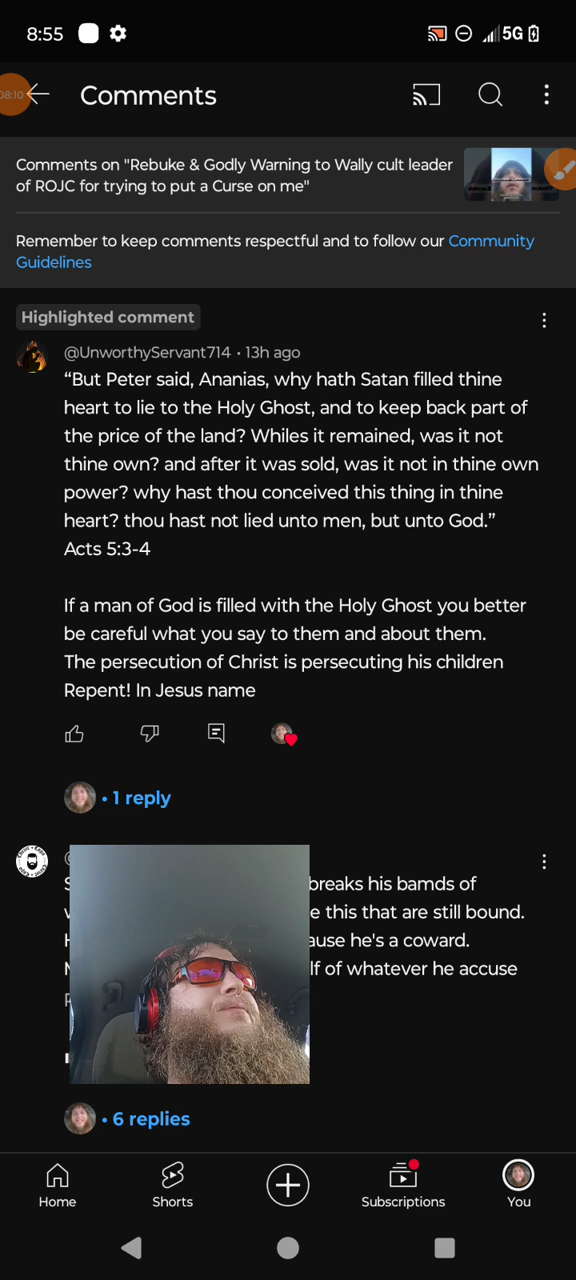 8:55
5G
08:10
Comments
Comments on "Rebuke & Godly Warning to Wally cult leader
of ROJC for trying to put a Curse on me"
Remember to keep comments respectful and to follow our Community
Guidelines
Highlighted comment
@UnworthyServant714 • 13h ago
“But Peter said, Ananias, why hath Satan filled thine
heart to lie to the Holy Ghost, and to keep back part of
the price of the land? Whiles it remained, was it not
thine own? and after it was sold, was it not in thine own
power? why hast thou conceived this thing in thine
heart? thou hast not lied unto men, but unto God.”
Acts 5:3-4
If a man of God is filled with the Holy Ghost you better
be careful what you say to them and about them.
The persecution of Christ is persecuting his children
Repent! In Jesus name
• 1 reply
breaks his bamds of
this that are still bound.
he's a coward.
of whatever he accuse
• 6 replies
Home
Shorts
Subscriptions
You